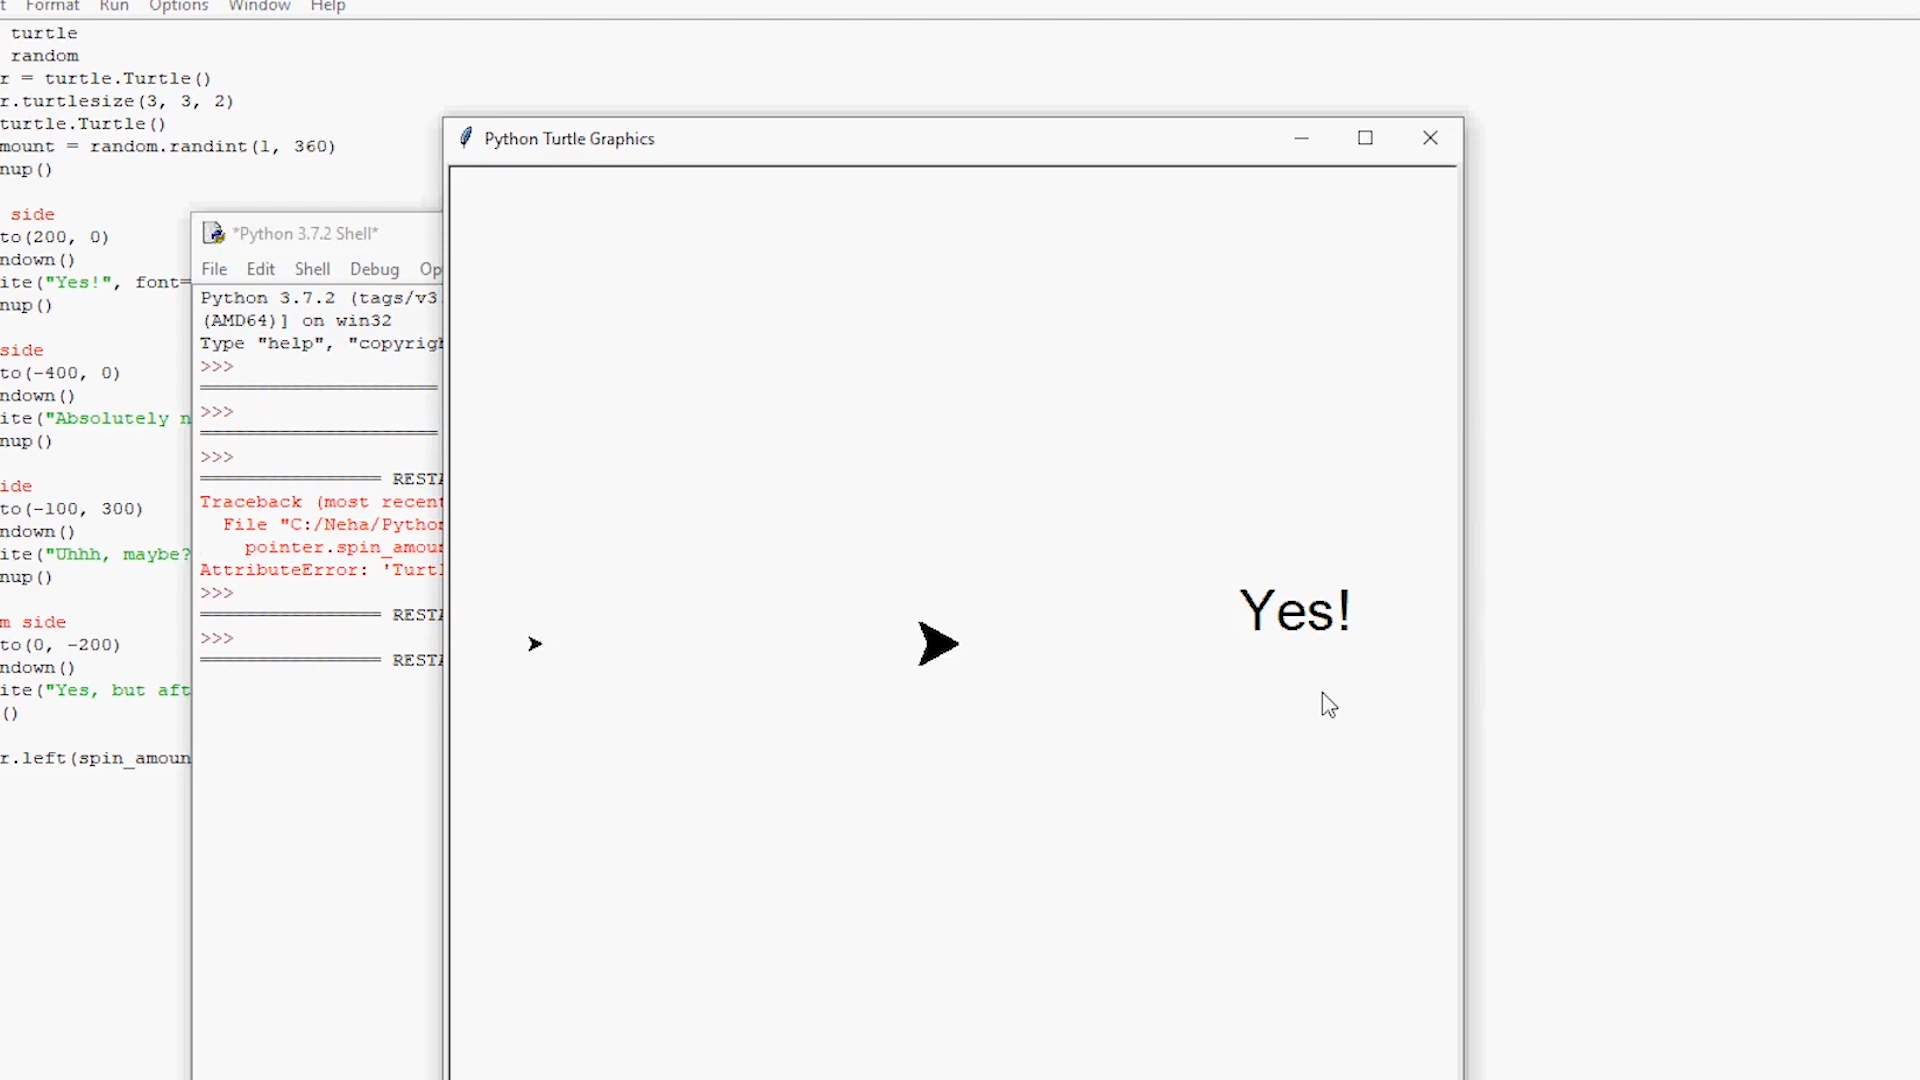 t Format Run Options Window Help
turtle
random
r = turtle.Turtle()
r.turtlesize(3, 3, 2)
turtle.Turtle()
mount = random.randint(1, 360)
nup()
side
to(200, 0)
ndown()
ite("Yes!", font=
nup()
side
to(-400, 0)
ndown()
ite("Absolutely n
nup()
ide
to(-100, 300)
ndown()
ite("Uhhh, maybe?
nup()
m side
to(0, -200)
ndown()
ite("Yes, but aft
()
r.left(spin_amoun
*Python 3.7.2 Shell*
File Edit Shell Debug Op
Python 3.7.2 (tags/v3.
(AMD64)] on win32
Type "help", "copyrigh
>>>
>>>
>>>
RESTA
Traceback (most recent
File "C:/Neha/Python
pointer.spin_amoun
AttributeError: 'Turtl
>>>
RESTA
>>>
RESTA
Python Turtle Graphics
Yes!